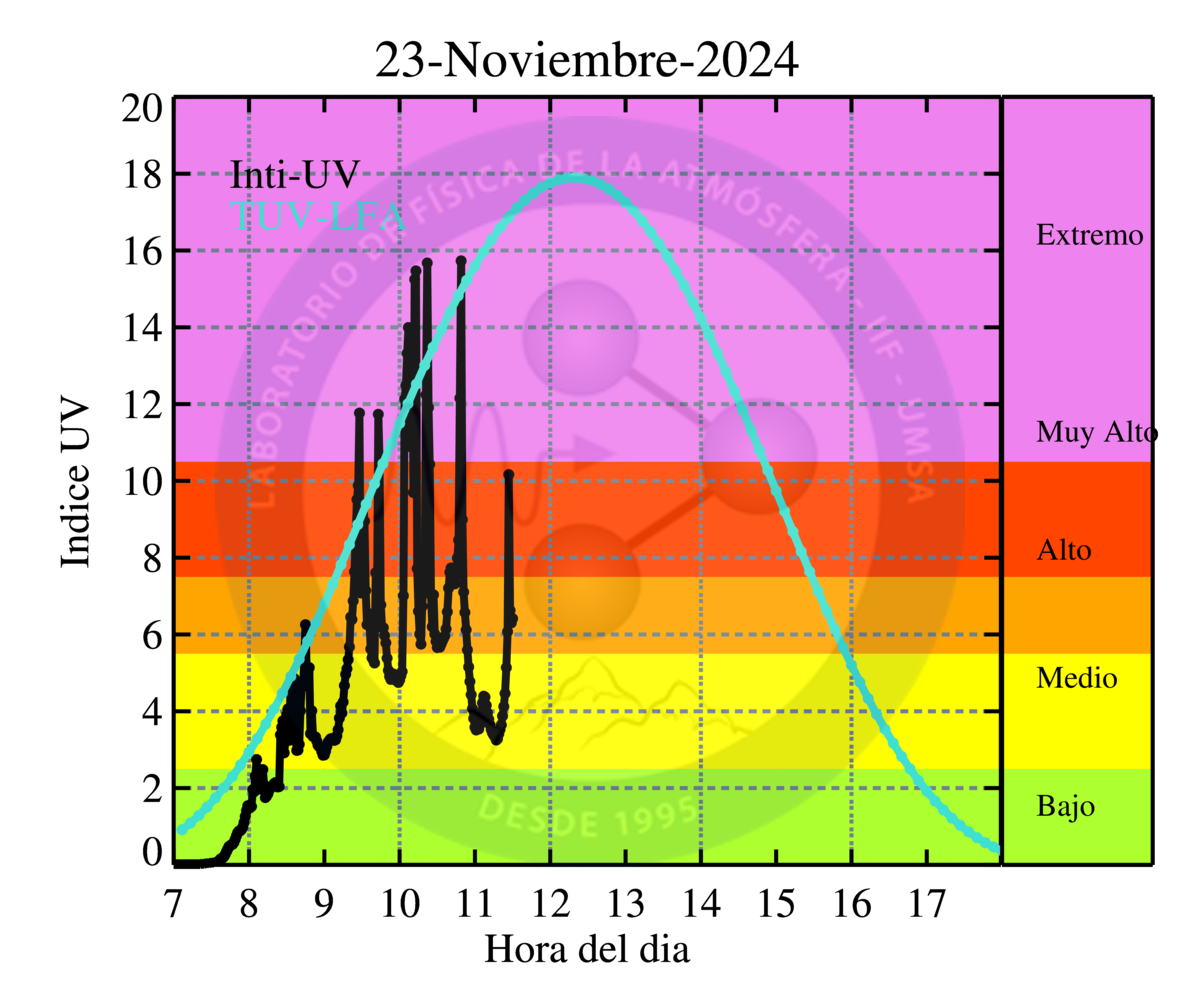 23-Noviembre-2024
20
18
16
14
12
10
8
6
4
2
0
Indice UV
Inti-UV
TUV-LFA
LABORATORIO DE FÍSICA DE LA ATMÓSFERA - IIF - UMSA
DESDE 1995
Extremo
Muy Alto
Alto
Medio
Bajo
7 8 9 10 11 12 13 14 15 16 17
Hora del dia